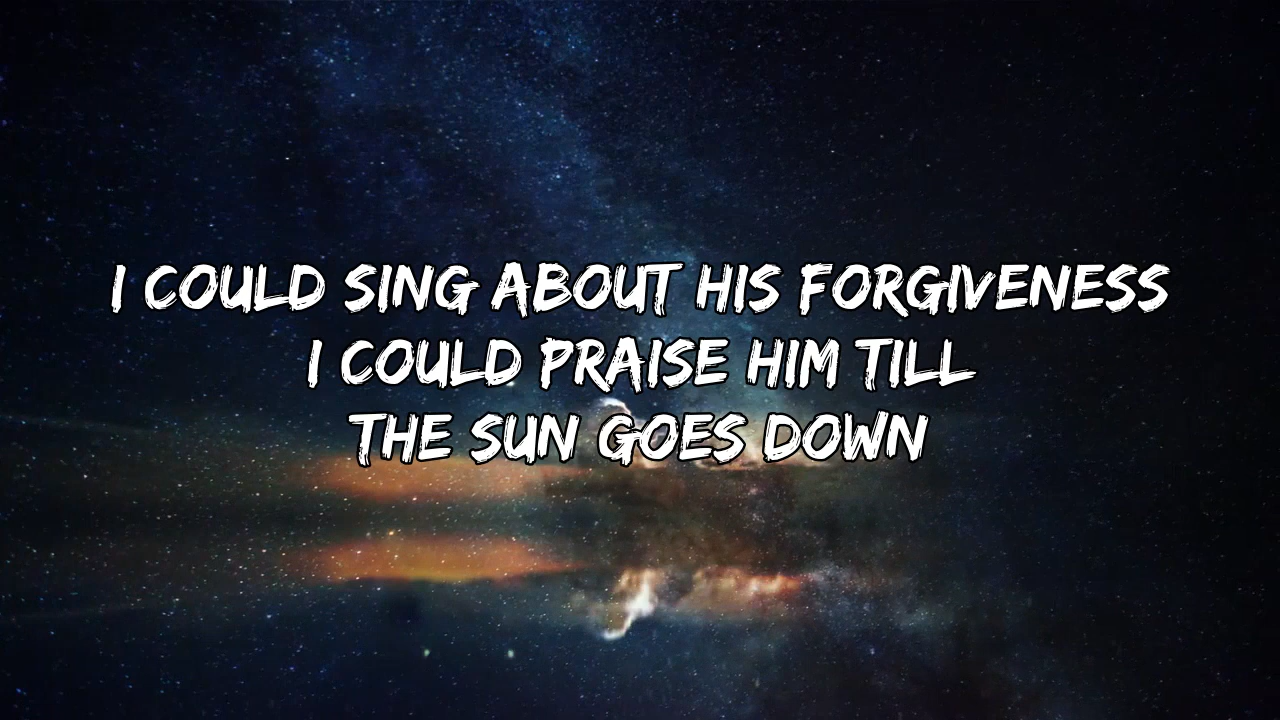 I COULD SING ABOUT HIS FORGIVENESS
I COULD PRAISE HIM TILL
THE SUN GOES DOWN